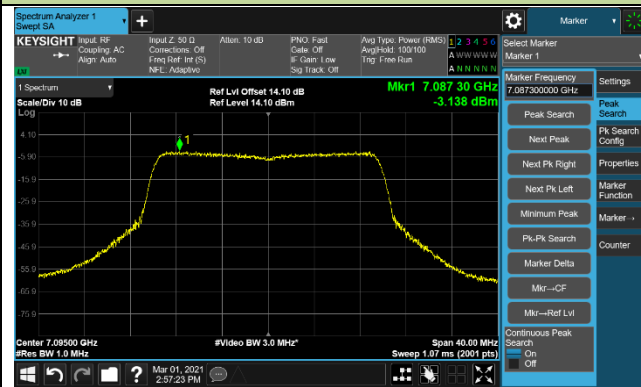 Spectrum Analyzer 1
Swept SA
Marker
KEYSIGHT
Input: RF
Coupling: AC
Align: Auto
Input Z: 50 Ω
Corrections: Off
Freq Ref: Int (S)
NFE: Adaptive
Atten: 10 dB
PNO: Fast
Gate: Off
IF Gain: Low
Sig Track: Off
Avg Type: Power (RMS)
Avg|Hold: 100/100
Trig: Free Run
1 2 3 4 5 6
A W W W W W
A N N N N N
Select Marker
Marker 1
1 Spectrum
Scale/Div 10 dB
Log
Ref Lvl Offset 14.10 dB
Ref Level 14.10 dBm
Mkr1 7.087 30 GHz
-3.138 dBm
4.10
-5.90
-15.9
-25.9
-35.9
-45.9
-55.9
-65.9
-75.9
1
Center 7.09500 GHz
#Res BW 1.0 MHz
#Video BW 3.0 MHz*
Span 40.00 MHz
Sweep 1.07 ms (2001 pts)
Marker Frequency
7.087300000 GHz
Peak Search
Next Peak
Next Pk Right
Next Pk Left
Minimum Peak
Pk-Pk Search
Marker Delta
Mkr→CF
Mkr→Ref Lvl
Continuous Peak
Search
On
Off
Settings
Peak
Search
Pk Search
Config
Properties
Marker
Function
Marker→
Counter
Mar 01, 2021
2:57:23 PM